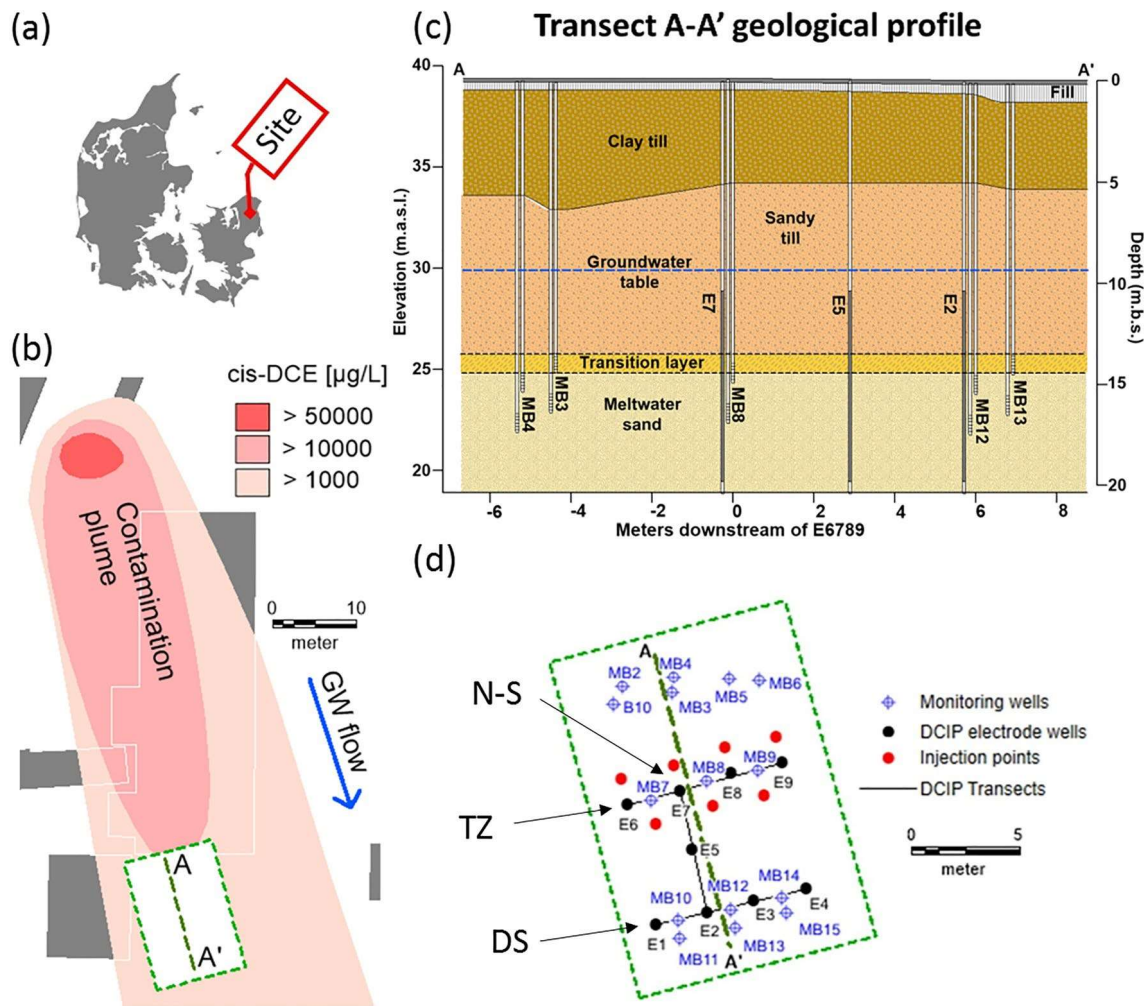 (a)
Site
(b)
cis-DCE [µg/L]
> 50000
> 10000
> 1000
Contamination
plume
0 10
meter
GW flow
A
A'
(c)
Transect A-A’ geological profile
A
A'
40
35
30
25
20
Elevation (m.a.s.l.)
0
5
10
15
20
Depth (m.b.s.)
Fill
Clay till
Sandy
till
Groundwater
table
E7
E5
E2
Transition layer
MB4
MB3
MB8
MB12
MB13
Meltwater
sand
-6 -4 -2 0 2 4 6 8
Meters downstream of E6789
(d)
N-S
TZ
DS
A
MB4
MB2
MB5
MB6
B10
MB3
MB8
MB9
MB7
E8
E9
E6
E7
E5
MB10
MB12
MB14
E3
E4
E1
E2
MB15
MB11
MB13
A'
Monitoring wells
DCIP electrode wells
Injection points
DCIP Transects
0 5
meter